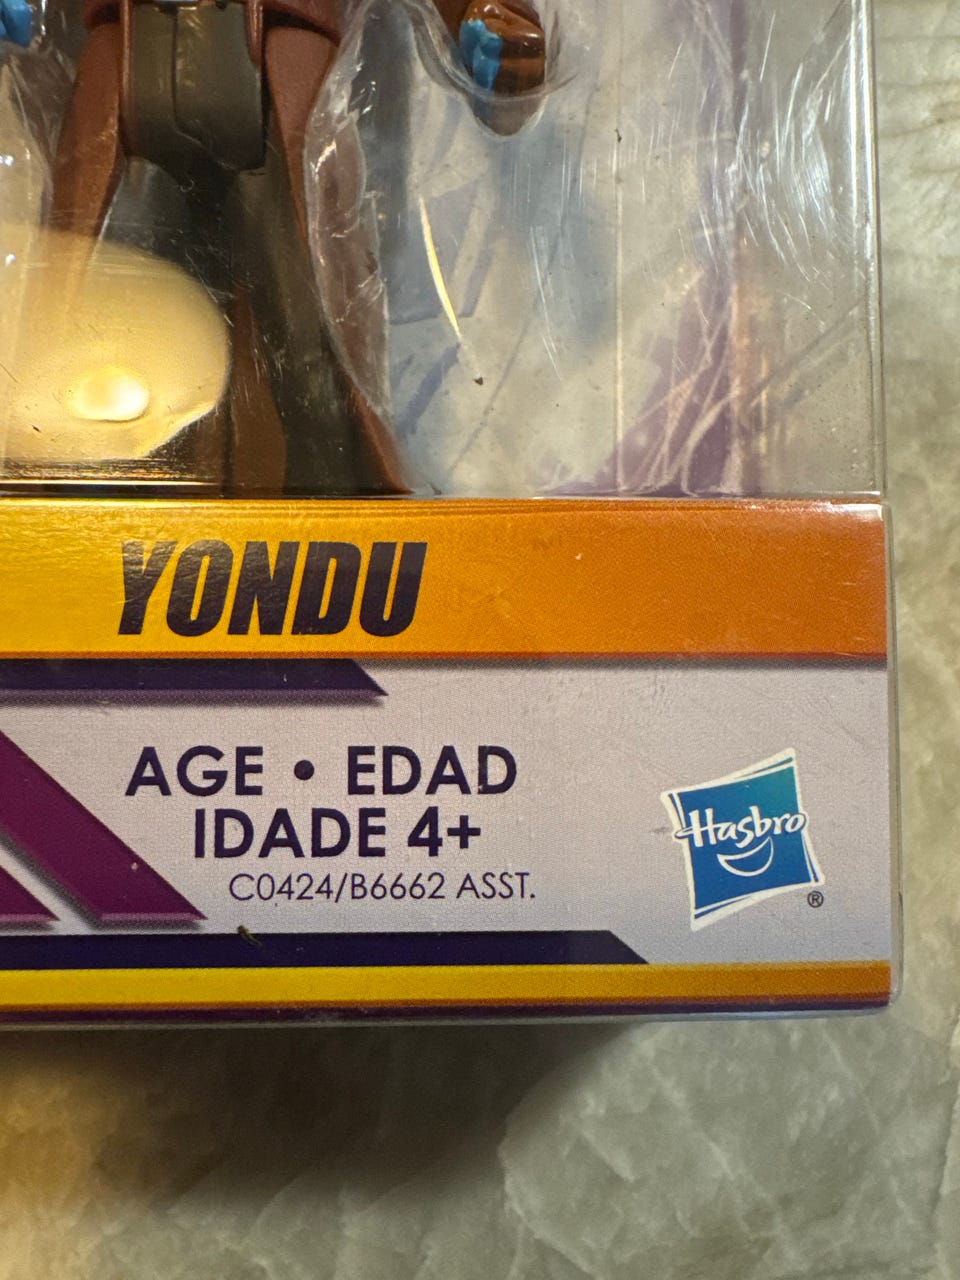 YONDU
AGE • EDAD
IDADE 4+
C0424/B6662 ASST.
Hasbro
®